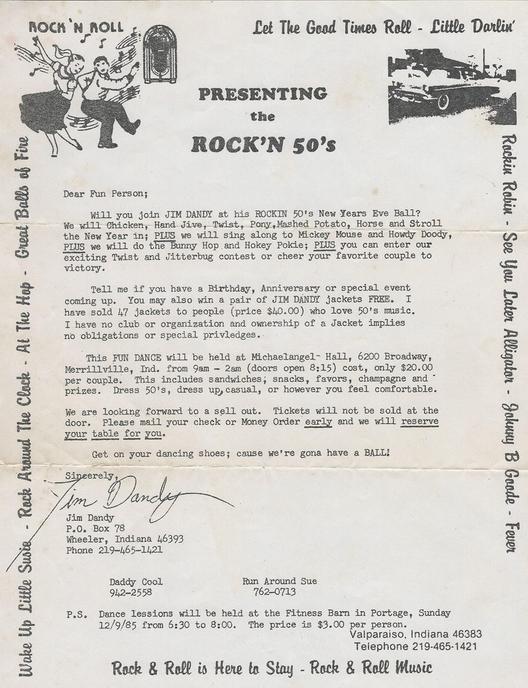 ROCK 'N ROLL
Let The Good Times Roll - Little Darlin'
PRESENTING
the
ROCK'N 50's
Wake Up Little Susie - Rock Around The Clock - At The Hop - Great Balls of Fire
Rockin Robin - See You Later Alligator - Johnny B Goode - Fever
Dear Fun Person;
Will you join JIM DANDY at his ROCKIN 50's New Years Eve Ball?
We will Chicken, Hand Jive, Twist, Pony,Mashed Potato, Horse and Stroll
the New Year in; PLUS we will sing along to Mickey Mouse and Howdy Doody,
PLUS we will do the Bunny Hop and Hokey Pokie; PLUS you can enter our
exciting Twist and Jitterbug contest or cheer your favorite couple to
victory.
Tell me if you have a Birthday, Anniversary or special event
coming up. You may also win a pair of JIM DANDY jackets FREE. I
have sold 47 jackets to people (price $40.00) who love 50's music.
I have no club or organization and ownership of a Jacket implies
no obligations or special privledges.
This FUN DANCE will be held at Michaelangel- Hall, 6200 Broadway,
Merrillville, Ind. from 9am - 2am (doors open 8:15) cost, only $20.00
per couple. This includes sandwiches; snacks, favors, champagne and
prizes. Dress 50's, dress up,casual, or however you feel comfortable.
We are looking forward to a sell out. Tickets will not be sold at the
door. Please mail your check or Money Order early and we will reserve
your table for you.
Get on your dancing shoes; cause we're gona have a BALL!
Sincerely,
Jim Dandy
Jim Dandy
P.O. Box 78
Wheeler, Indiana 46393
Phone 219-465-1421
Daddy Cool Run Around Sue
942-2558 762-0713
P.S. Dance lessions will be held at the Fitness Barn in Portage, Sunday
12/9/85 from 6:30 to 8:00. The price is $3.00 per person.
Valparaiso, Indiana 46383
Telephone 219-465-1421
Rock & Roll is Here to Stay - Rock & Roll Music